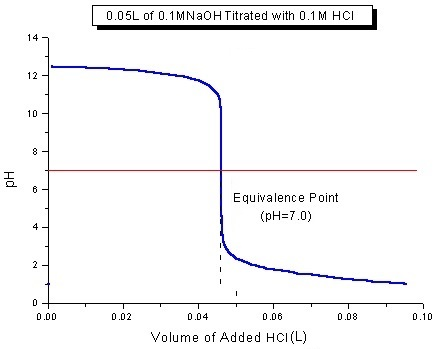 0.05L of 0.1MNaOH Titrated with 0.1M HCl
14
12
10
8
6
4
2
0
pH
Equivalence Point
(pH=7.0)
0.00 0.02 0.04 0.06 0.08 0.10
Volume of Added HCl(L)